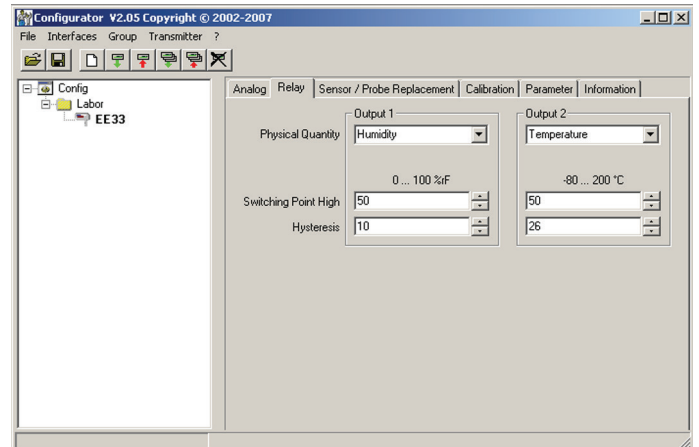 Configurator V2.05 Copyright © 2002-2007
File Interfaces Group Transmitter ?
Config
Labor
EE33
Analog Relay Sensor / Probe Replacement Calibration Parameter Information
Output 1 Output 2
Physical Quantity Humidity Temperature
0 ... 100 %rF -80 ... 200 °C
Switching Point High 50 50
Hysteresis 10 26